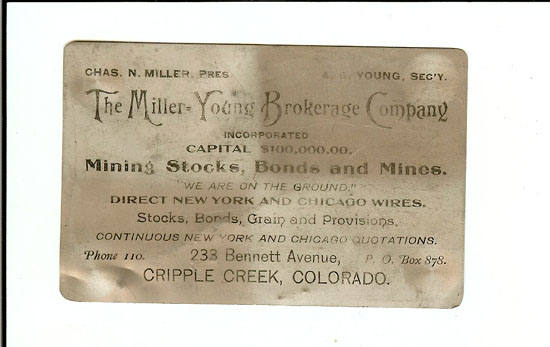 CHAS. N. MILLER, PRES YOUNG, SEC'Y.
The Miller-Young Brokerage Company
INCORPORATED
CAPITAL $100,000.00.
Mining Stocks, Bonds and Mines.
"WE ARE ON THE GROUND."
DIRECT NEW YORK AND CHICAGO WIRES.
Stocks, Bonds, Grain and Provisions.
CONTINUOUS NEW YORK AND CHICAGO QUOTATIONS.
Phone 110. 233 Bennett Avenue, P. O. Box 878.
CRIPPLE CREEK, COLORADO.